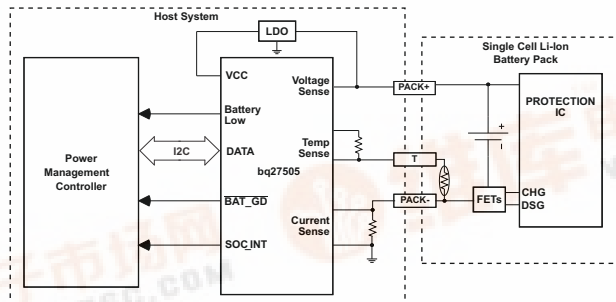 Host System
LDO
Single Cell Li-Ion
Battery Pack
VCC
Voltage
Sense
PACK+
PROTECTION
IC
Battery
Low
I2C
DATA
Temp
Sense
bq27505
T
Power
Management
Controller
BAT_GD
PACK-
FETs
CHG
DSG
Current
Sense
SOC_INT
+